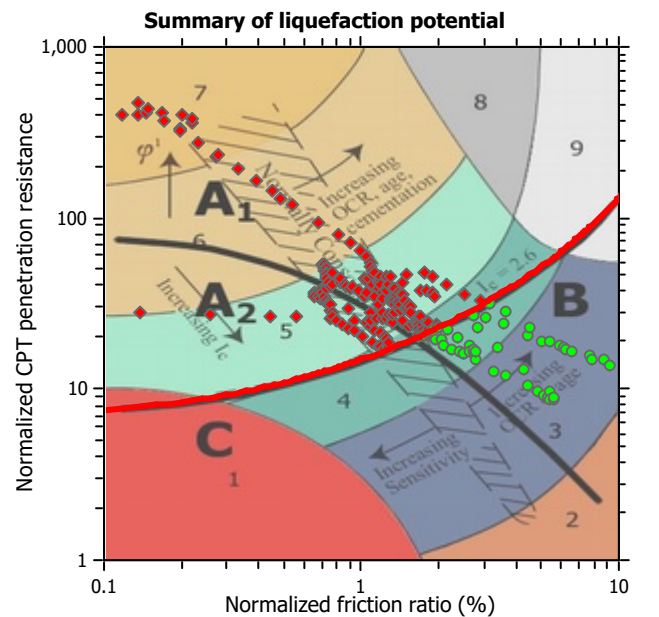 Summary of liquefaction potential
1,000
100
10
1
Normalized CPT penetration resistance
7
8
9
φ'
A1
Normally Cons
Increasing
OCR, age,
cementation
6
A2
Increasing Ic
5
Ic = 2.6
B
4
Increasing
OCR
age
3
C
1
Increasing
Sensitivity
2
0.1
1
10
Normalized friction ratio (%)